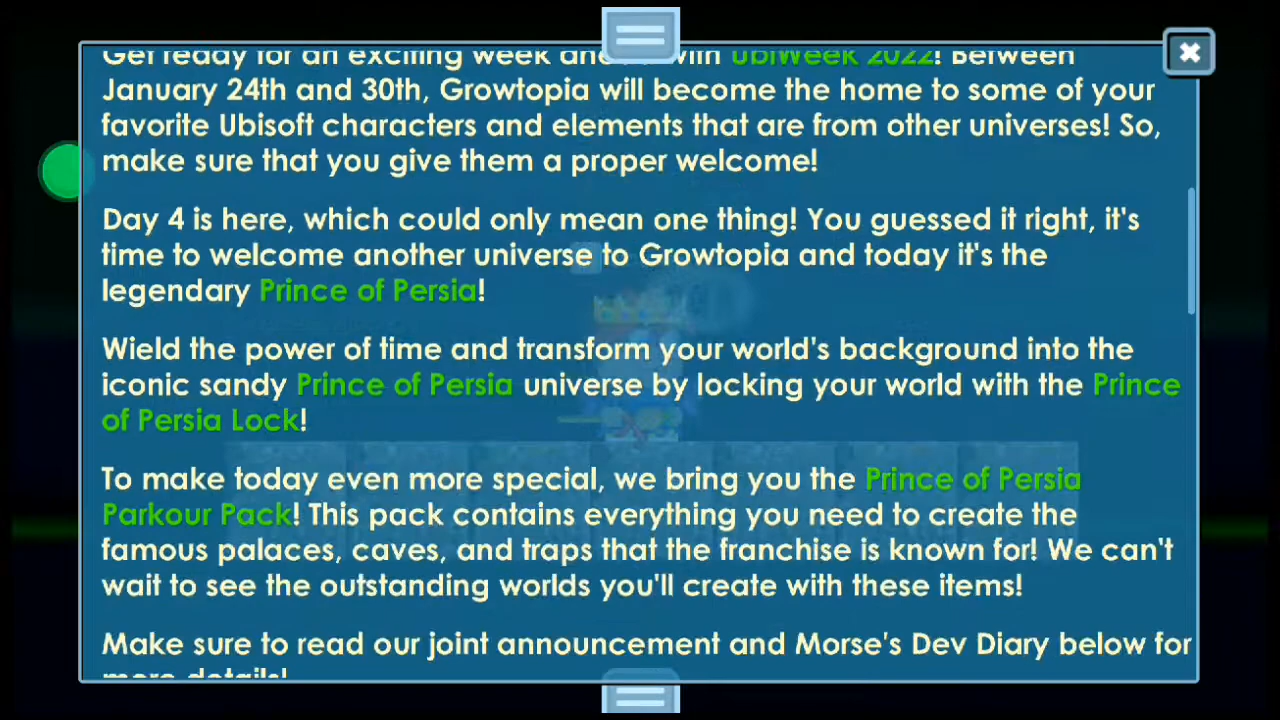 Get ready for an exciting week and with UbiWeek 2022! Between
January 24th and 30th, Growtopia will become the home to some of your
favorite Ubisoft characters and elements that are from other universes! So,
make sure that you give them a proper welcome!
Day 4 is here, which could only mean one thing! You guessed it right, it's
time to welcome another universe to Growtopia and today it's the
legendary Prince of Persia!
Wield the power of time and transform your world's background into the
iconic sandy Prince of Persia universe by locking your world with the Prince
of Persia Lock!
To make today even more special, we bring you the Prince of Persia
Parkour Pack! This pack contains everything you need to create the
famous palaces, caves, and traps that the franchise is known for! We can't
wait to see the outstanding worlds you'll create with these items!
Make sure to read our joint announcement and Morse's Dev Diary below for
more details!